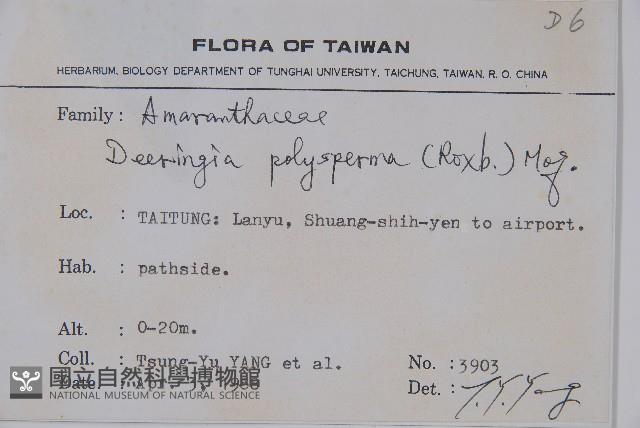 D6
FLORA OF TAIWAN
HERBARIUM, BIOLOGY DEPARTMENT OF TUNGHAI UNIVERSITY, TAICHUNG, TAIWAN, R. O. CHINA
Family : Amaranthaceae
Deeringia polysperma (Roxb.) Moq.
Loc. : TAITUNG: Lanyu, Shuang-shih-yen to airport.
Hab. : pathside.
Alt. : 0-20m.
Coll. : Tsung-Yu YANG et al. No. : 3903
Date : Det. : T. Y. Yang
國立自然科學博物館
NATIONAL MUSEUM OF NATURAL SCIENCE